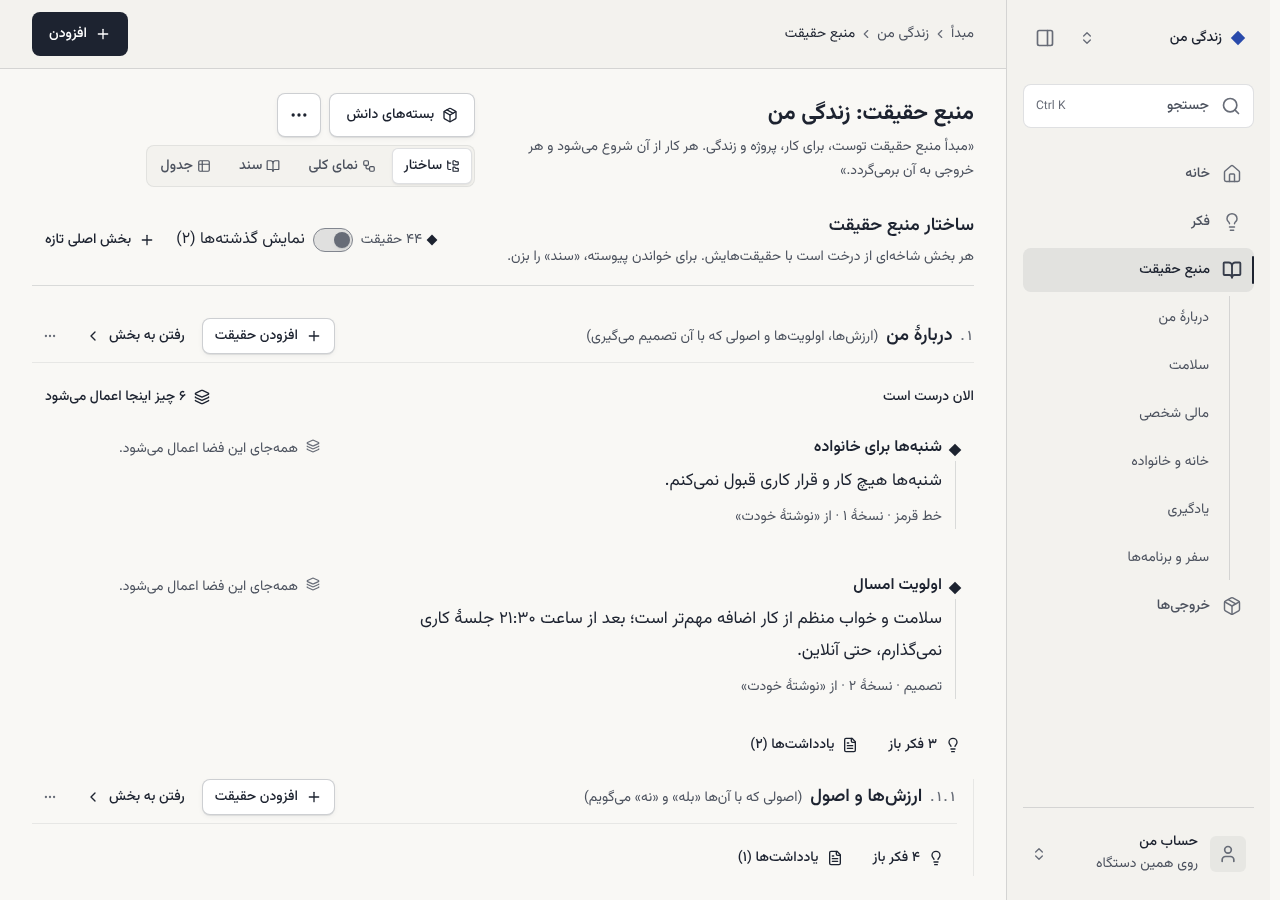 زندگی من
جستجو
Ctrl K
خانه
فکر
منبع حقیقت
دربارهٔ من
سلامت
مالی شخصی
خانه و خانواده
یادگیری
سفر و برنامه‌ها
خروجی‌ها
حساب من
روی همین دستگاه
مبدأ › زندگی من › منبع حقیقت
افزودن
منبع حقیقت: زندگی من
«مبدأ منبع حقیقت توست، برای کار، پروژه و زندگی. هر کار از آن شروع می‌شود و هر
خروجی به آن برمی‌گردد.»
بسته‌های دانش
ساختار
نمای کلی
سند
جدول
ساختار منبع حقیقت
هر بخش شاخه‌ای از درخت است با حقیقت‌هایش. برای خواندن پیوسته، «سند» را بزن.
۴۴ حقیقت
نمایش گذشته‌ها (۲)
بخش اصلی تازه
۱. دربارهٔ من (ارزش‌ها، اولویت‌ها و اصولی که با آن تصمیم می‌گیری)
افزودن حقیقت
رفتن به بخش
الان درست است
۶ چیز اینجا اعمال می‌شود
شنبه‌ها برای خانواده
همه‌جای این فضا اعمال می‌شود.
شنبه‌ها هیچ کار و قرار کاری قبول نمی‌کنم.
خط قرمز · نسخهٔ ۱ · از «نوشتهٔ خودت»
اولویت امسال
همه‌جای این فضا اعمال می‌شود.
سلامت و خواب منظم از کار اضافه مهم‌تر است؛ بعد از ساعت ۲۱:۳۰ جلسهٔ کاری
نمی‌گذارم، حتی آنلاین.
تصمیم · نسخهٔ ۲ · از «نوشتهٔ خودت»
۳ فکر باز
یادداشت‌ها (۲)
۱.۱. ارزش‌ها و اصول (اصولی که با آن‌ها «بله» و «نه» می‌گویم)
افزودن حقیقت
رفتن به بخش
۴ فکر باز
یادداشت‌ها (۱)